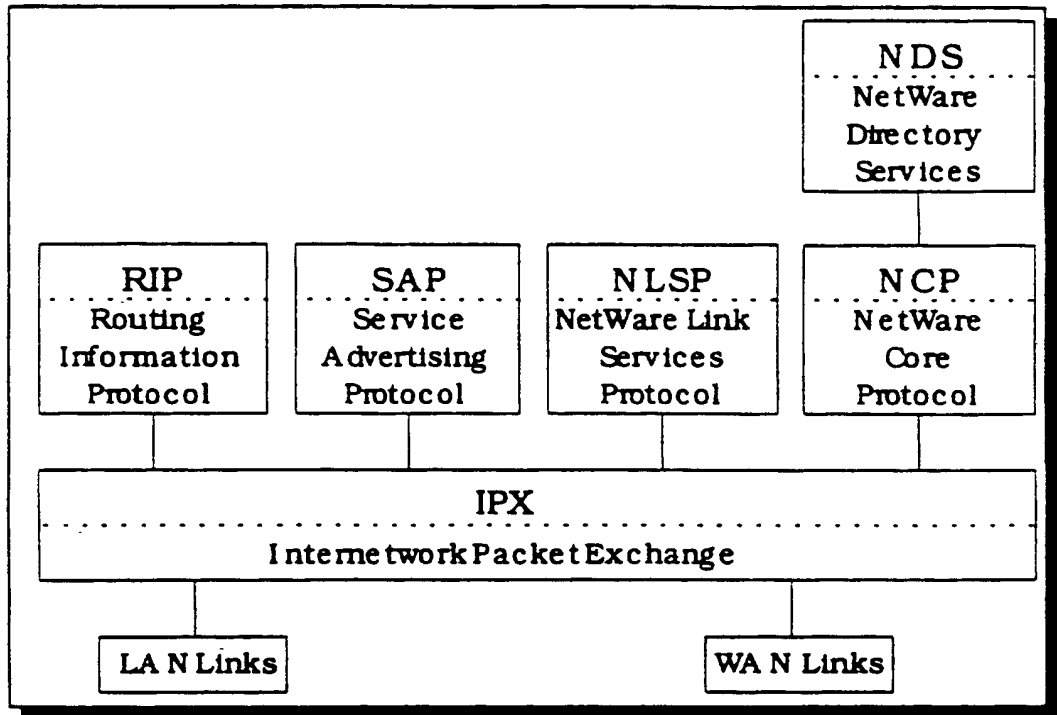 NDS
NetWare
Directory
Services
RIP
Routing
Information
Protocol
SAP
Service
Advertising
Protocol
NLSP
NetWare Link
Services
Protocol
NCP
NetWare
Core
Protocol
IPX
Internetwork Packet Exchange
LAN Links
WAN Links